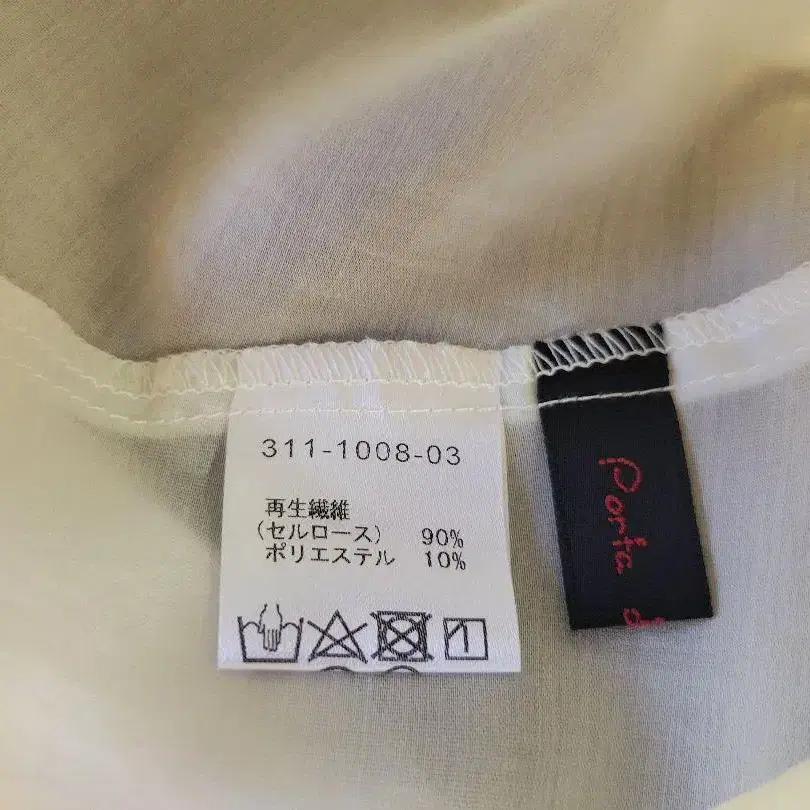 311-1008-03
再生繊維
(セルロース) 90%
ポリエステル 10%
Porta